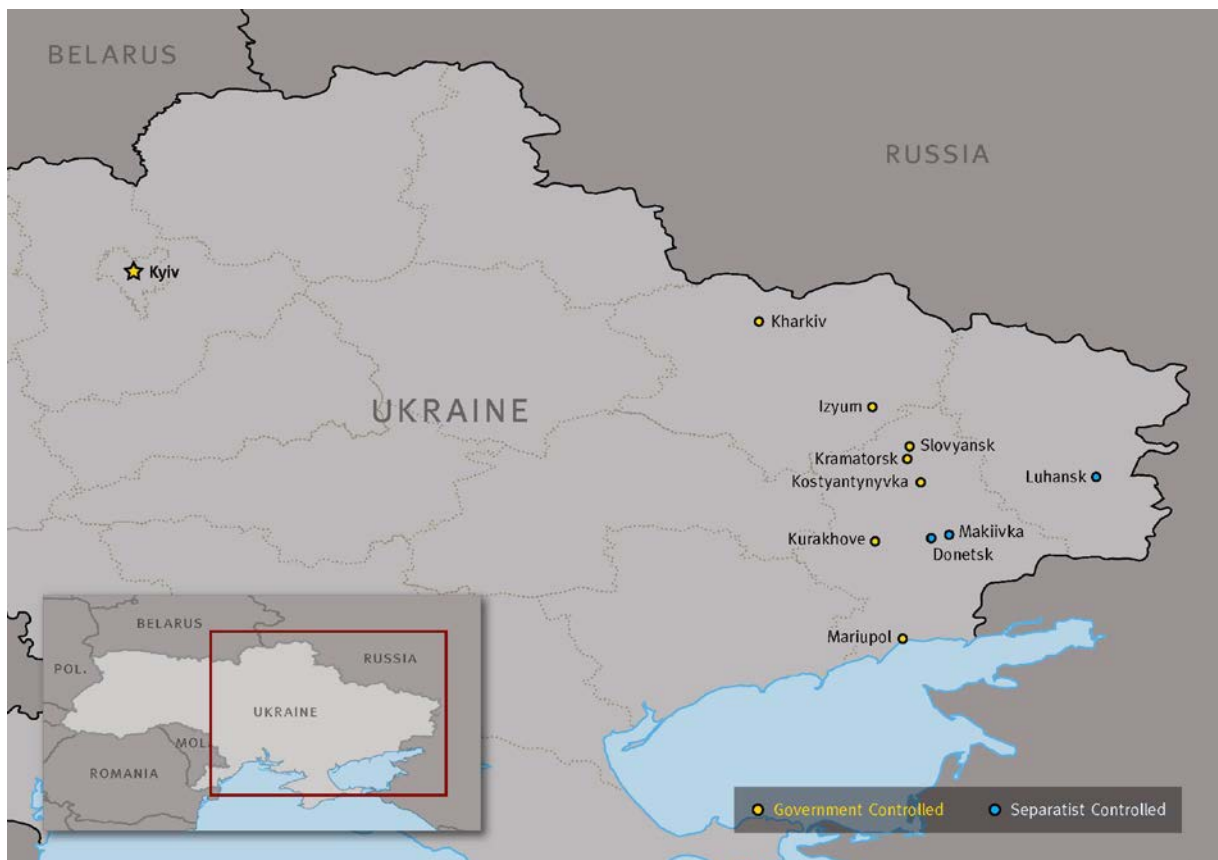 BELARUS
RUSSIA
Kyiv
Kharkiv
UKRAINE
Izyum
Slovyansk
Kramatorsk
Kostyantynyvka
Luhansk
Makiivka
Kurakhove
Donetsk
Mariupol
BELARUS
POL.
RUSSIA
UKRAINE
MOL.
ROMANIA
Government Controlled
Separatist Controlled